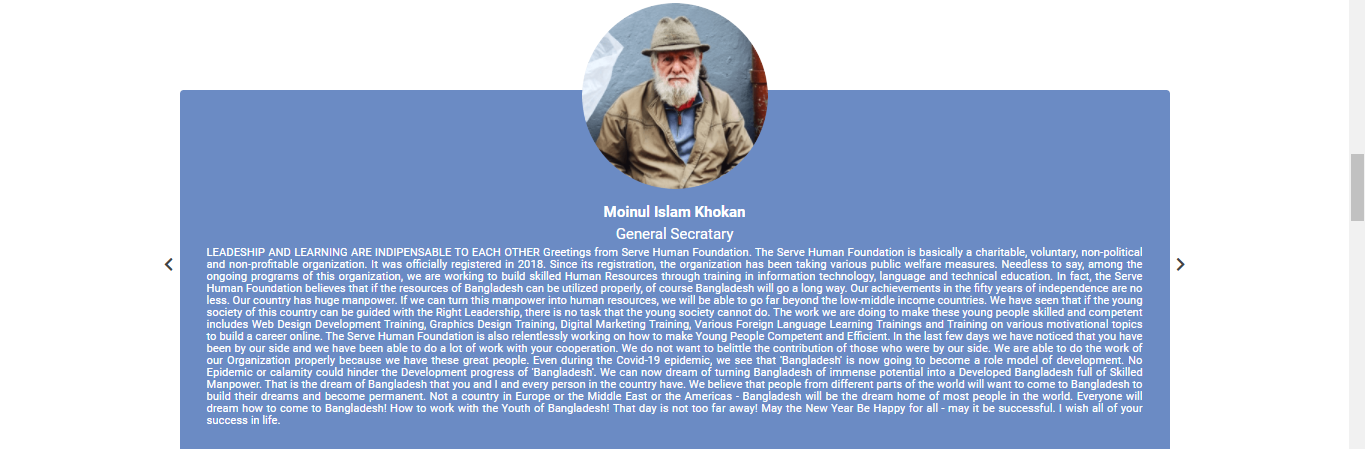 Moinul Islam Khokan
General Secratary
LEADESHIP AND LEARNING ARE INDIPENSABLE TO EACH OTHER Greetings from Serve Human Foundation. The Serve Human Foundation is basically a charitable, voluntary, non-political
and non-profitable organization. It was officially registered in 2018. Since its registration, the organization has been taking various public welfare measures. Needless to say, among the
ongoing programs of this organization, we are working to build skilled Human Resources through training in information technology, language and technical education. In fact, the Serve
Human Foundation believes that if the resources of Bangladesh can be utilized properly, of course Bangladesh will go a long way. Our achievements in the fifty years of independence are no
less. Our country has huge manpower. If we can turn this manpower into human resources, we will be able to go far beyond the low-middle income countries. We have seen that if the young
society of this country can be guided with the Right Leadership, there is no task that the young society cannot do. The work we are doing to make these young people skilled and competent
includes Web Design Development Training, Graphics Design Training, Digital Marketing Training, Various Foreign Language Learning Trainings and Training on various motivational topics
to build a career online. The Serve Human Foundation is also relentlessly working on how to make Young People Competent and Efficient. In the last few days we have noticed that you have
been by our side and we have been able to do a lot of work with your cooperation. We do not want to belittle the contribution of those who were by our side. We are able to do the work of
our Organization properly because we have these great people. Even during the Covid-19 epidemic, we see that 'Bangladesh' is now going to become a role model of development. No
Epidemic or calamity could hinder the Development progress of 'Bangladesh'. We can now dream of turning Bangladesh of immense potential into a Developed Bangladesh full of Skilled
Manpower. That is the dream of Bangladesh that you and I and every person in the country have. We believe that people from different parts of the world will want to come to Bangladesh to
build their dreams and become permanent. Not a country in Europe or the Middle East or the Americas - Bangladesh will be the dream home of most people in the world. Everyone will
dream how to come to Bangladesh! How to work with the Youth of Bangladesh! That day is not too far away! May the New Year Be Happy for all - may it be successful. I wish all of your
success in life.